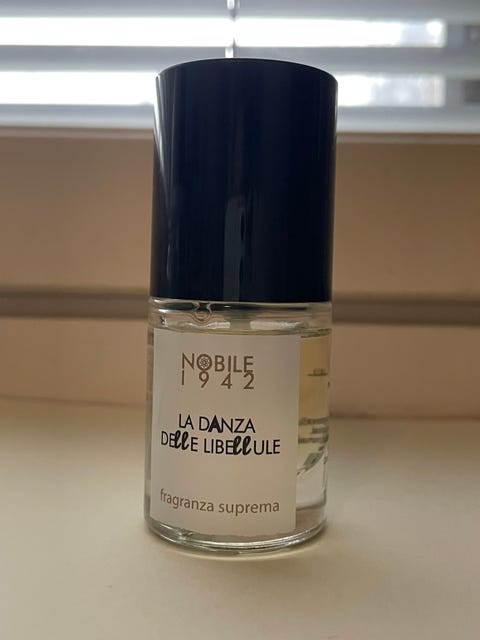 NOBILE
1942
LA DANZA
DELLE LIBELLULE
fragranza suprema